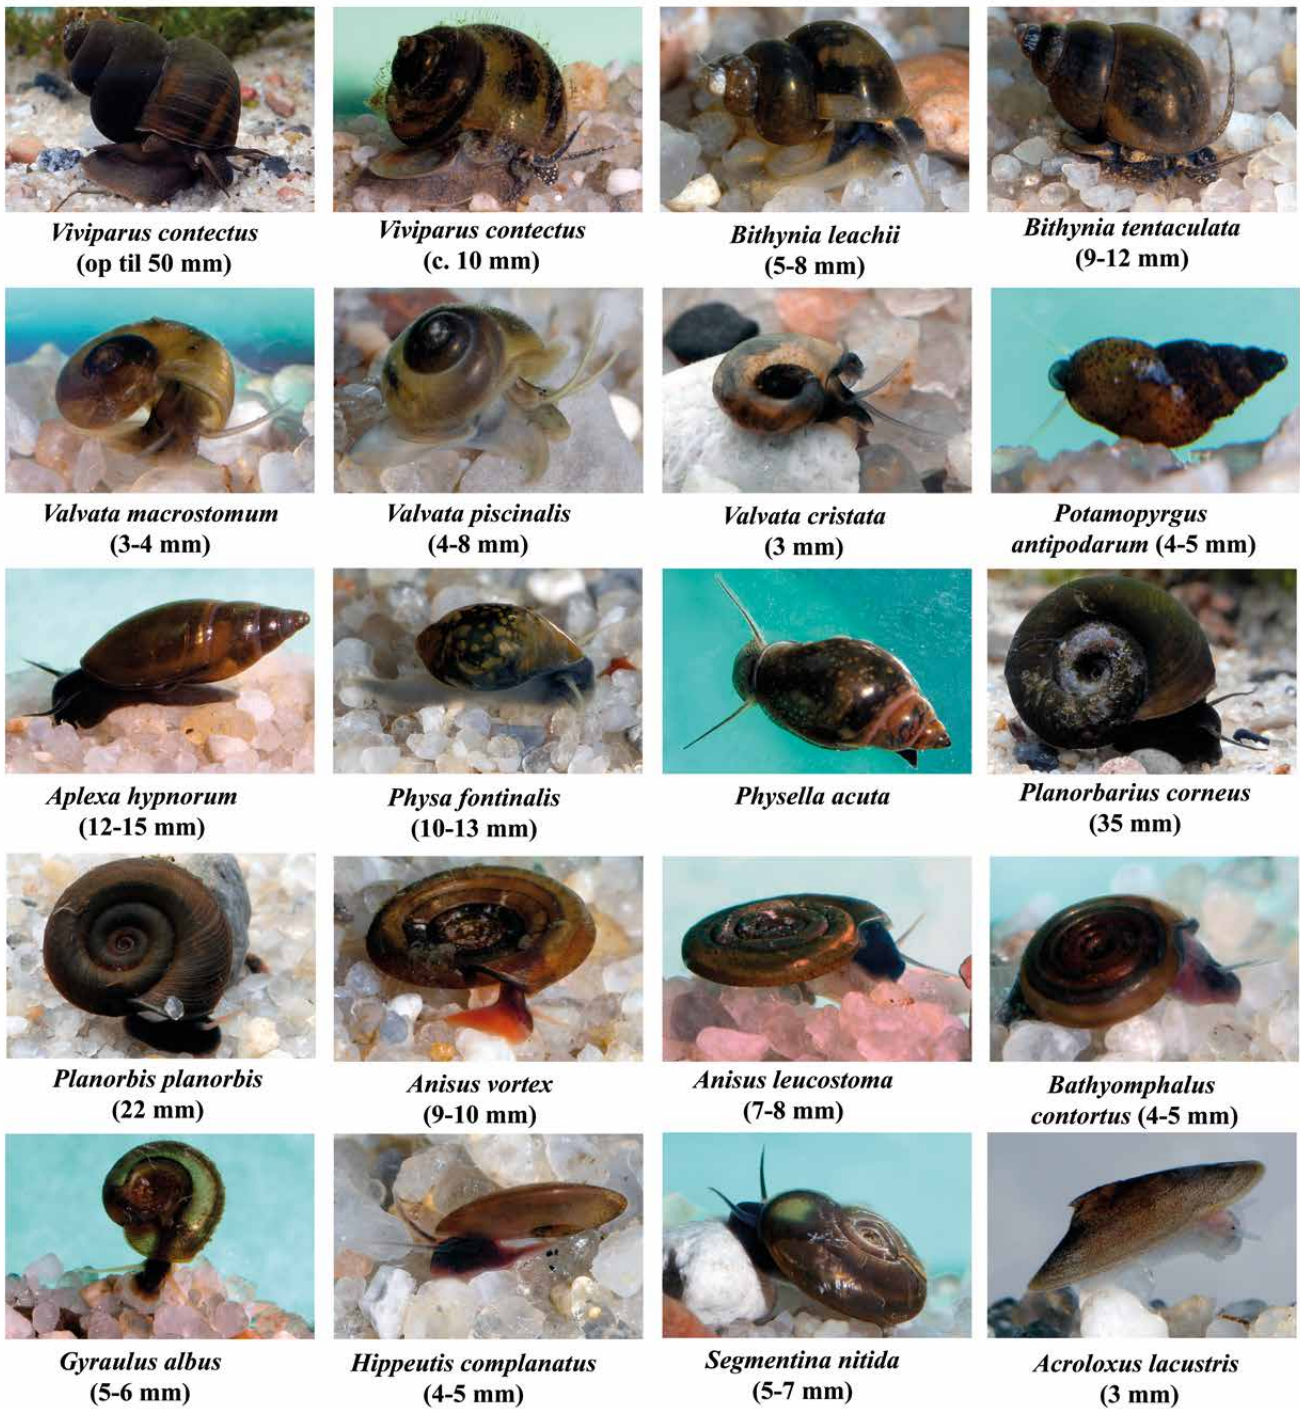 Viviparus contectus
(op til 50 mm)
Viviparus contectus
(c. 10 mm)
Bithynia leachii
(5-8 mm)
Bithynia tentaculata
(9-12 mm)
Valvata macrostomum
(3-4 mm)
Valvata piscinalis
(4-8 mm)
Valvata cristata
(3 mm)
Potamopyrgus
antipodarum (4-5 mm)
Aplexa hypnorum
(12-15 mm)
Physa fontinalis
(10-13 mm)
Physella acuta
Planorbarius corneus
(35 mm)
Planorbis planorbis
(22 mm)
Anisus vortex
(9-10 mm)
Anisus leucostoma
(7-8 mm)
Bathyomphalus
contortus (4-5 mm)
Gyraulus albus
(5-6 mm)
Hippeutis complanatus
(4-5 mm)
Segmentina nitida
(5-7 mm)
Acroloxus lacustris
(3 mm)